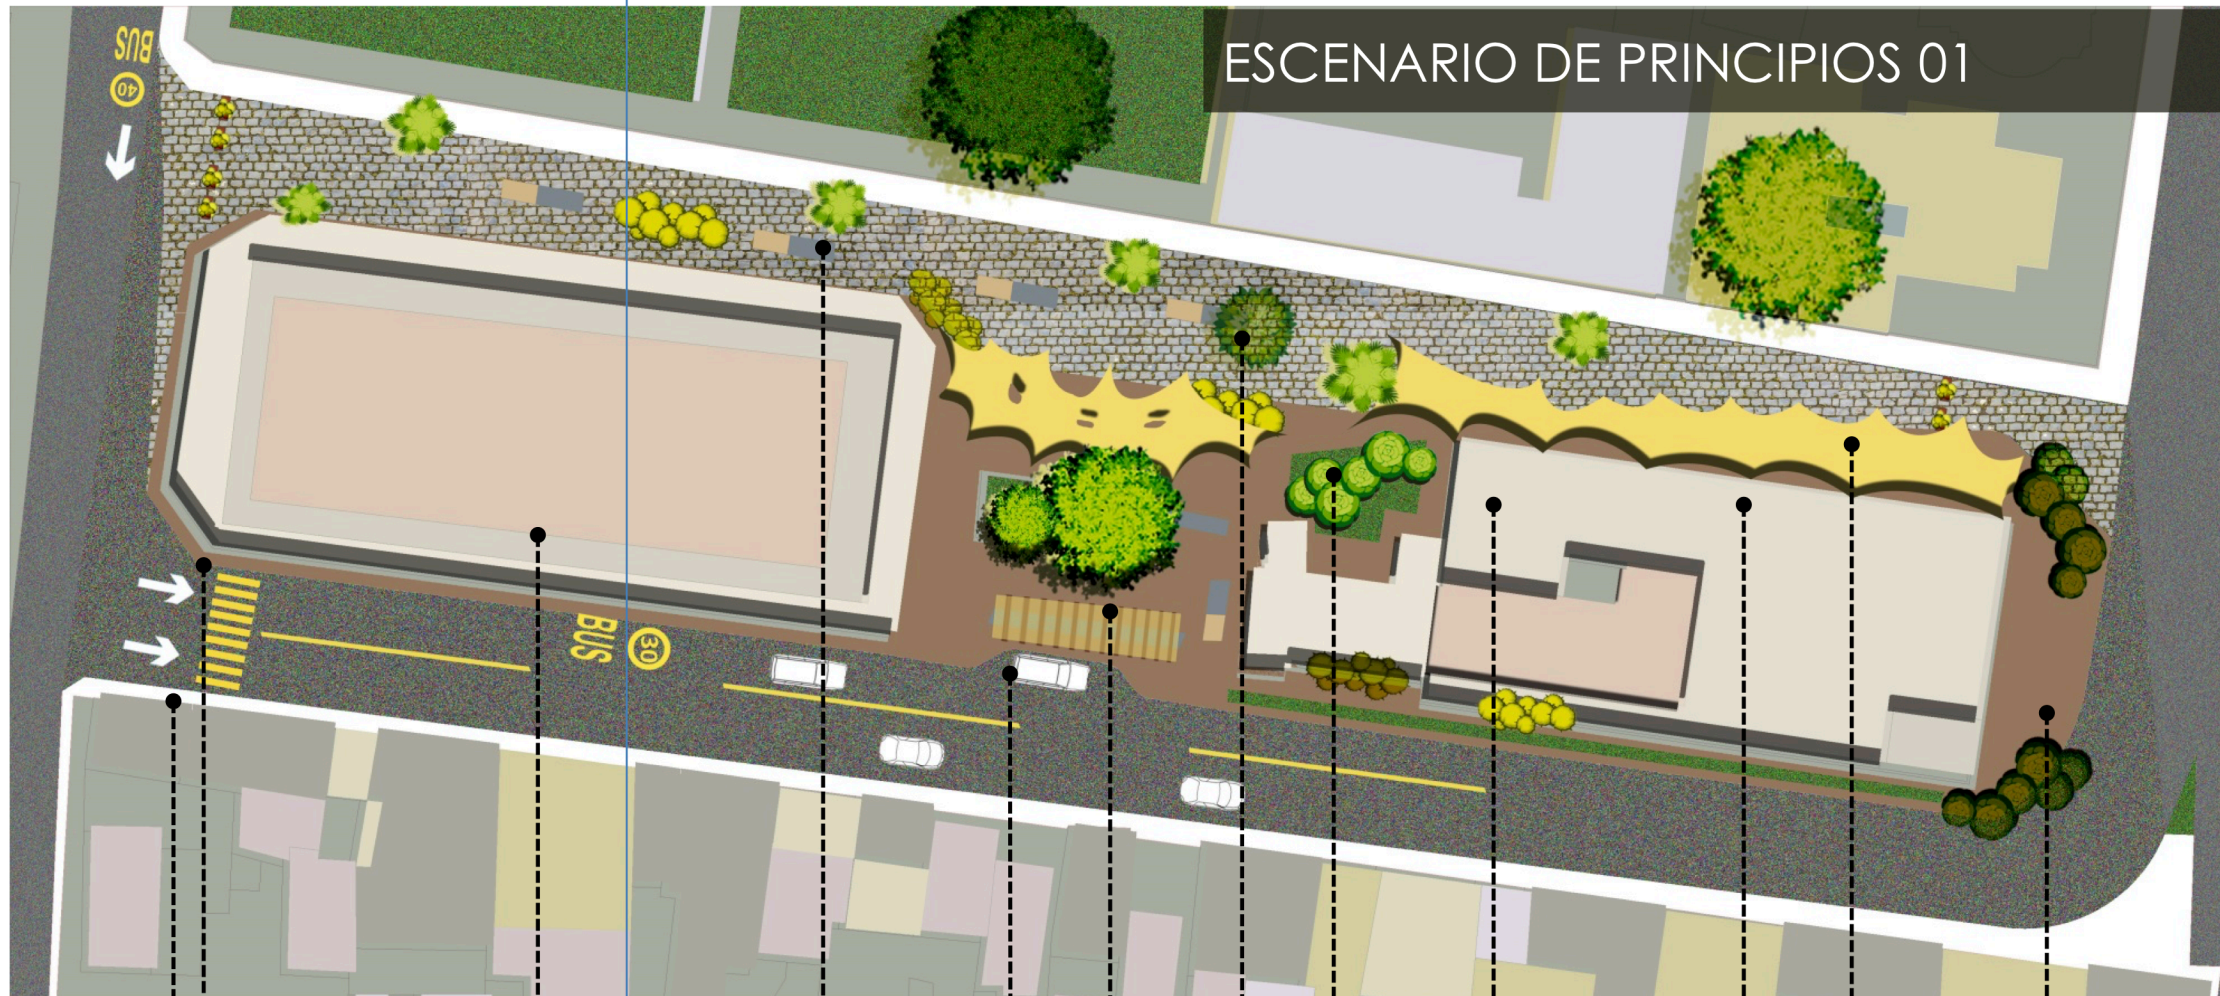 ESCENARIO DE PRINCIPIOS 01
BUS
40
BUS
30